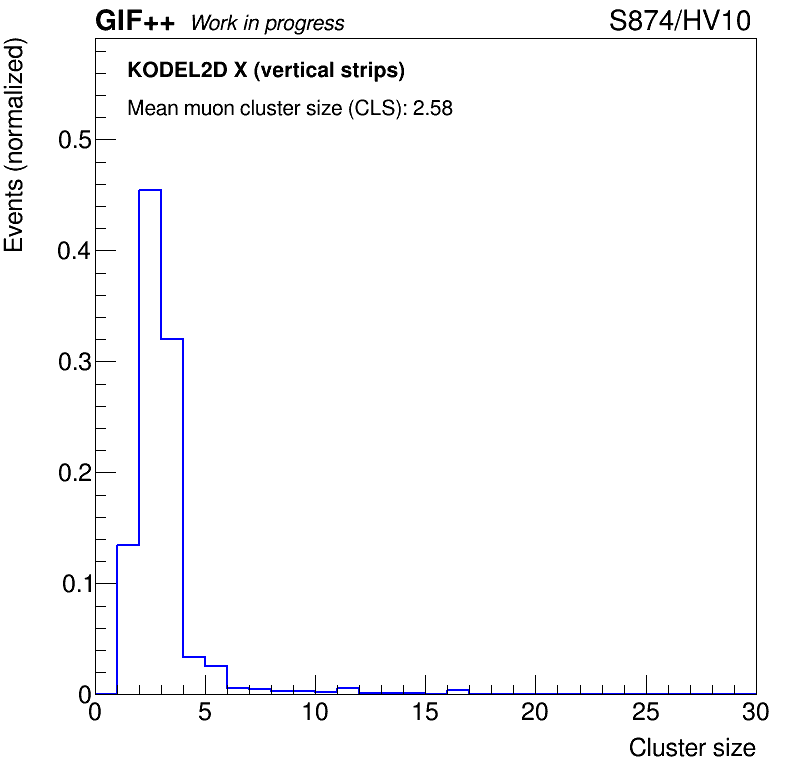 GIF++ Work in progress S874/HV10
KODEL2D X (vertical strips)
Mean muon cluster size (CLS): 2.58
Events (normalized)
0.5
0.4
0.3
0.2
0.1
0
0 5 10 15 20 25 30
Cluster size